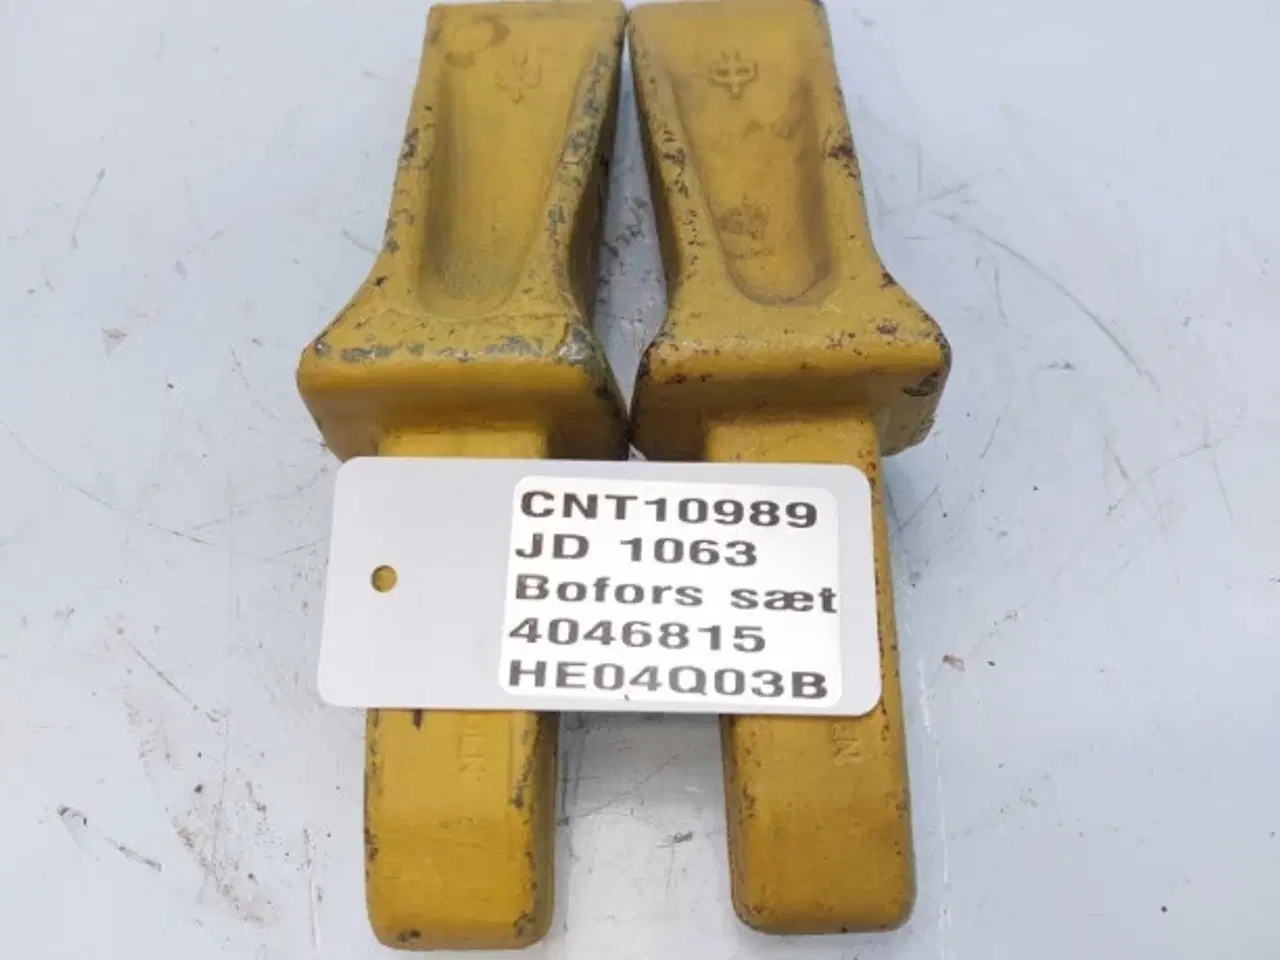 CNT10989
JD 1063
Bofors sæt
4046815
HE04Q03B